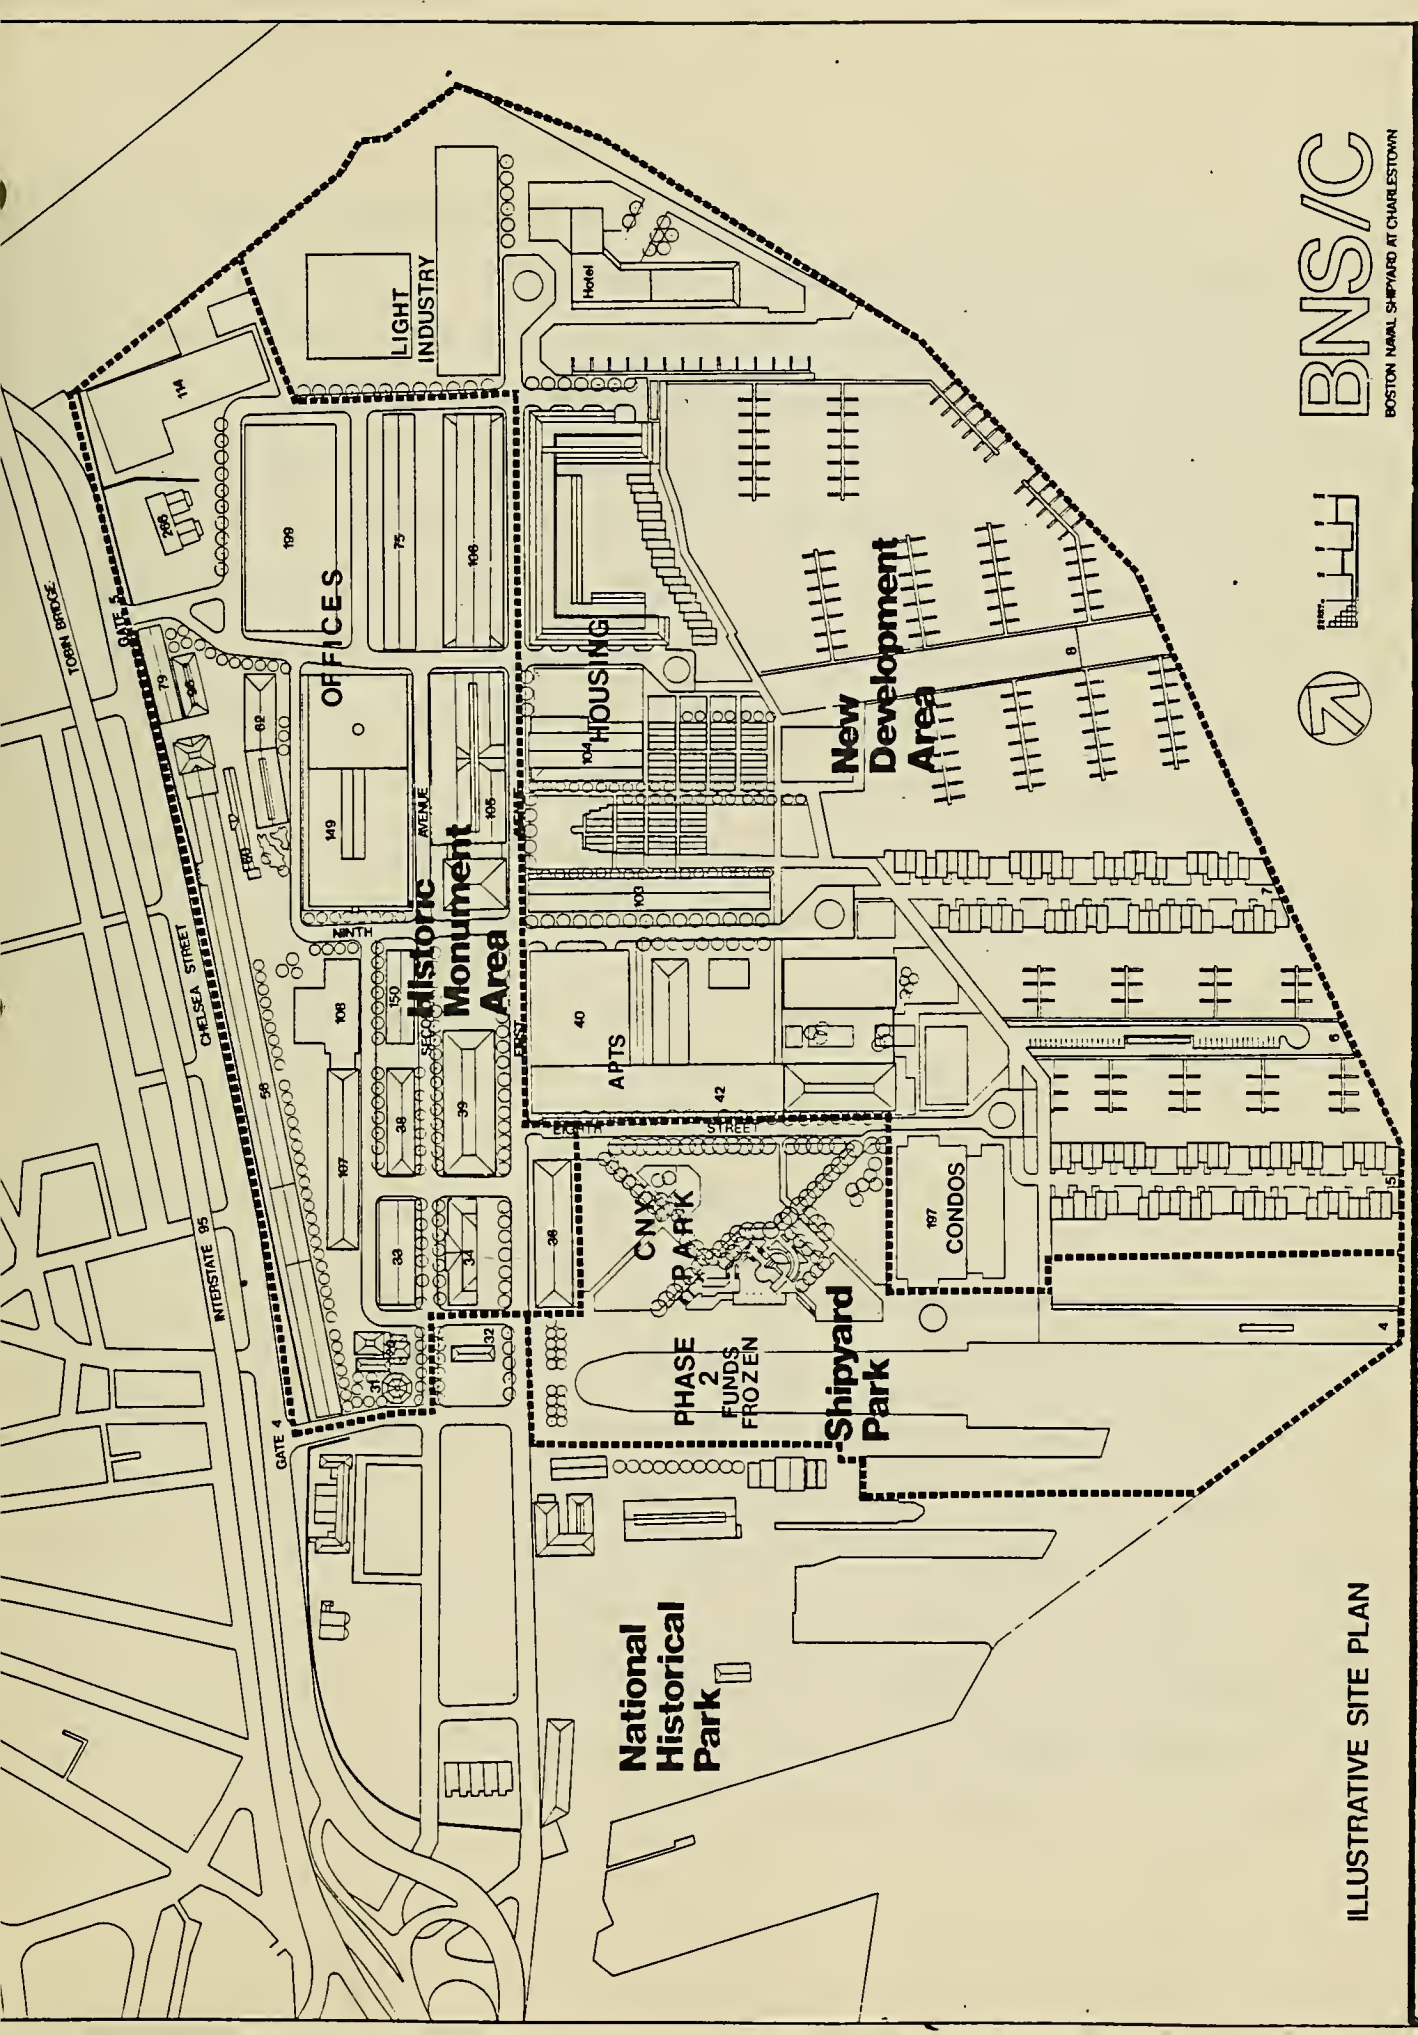 ILLUSTRATIVE SITE PLAN
BNS/C
BOSTON NAVAL SHIPYARD AT CHARLESTOWN
TOBIN BRIDGE
INTERSTATE 95
CHELSEA STREET
GATE 4
GATE 5
National
Historical
Park
Historic
Monument
Area
New
Development
Area
Shipyard
Park
PHASE
2
FUNDS
FROZEN
CNY
PARK
CONDOS
197
APTS
HOUSING
OFFICES
LIGHT
INDUSTRY
Hotel
NINTH
AVENUE
FIRST
EIGHTH
STREET
31
32
33
34
36
38
39
40
42
58
107
108
150
149
103
104
105
106
75
199
62
79
96
114
266
4
5
6
7
8